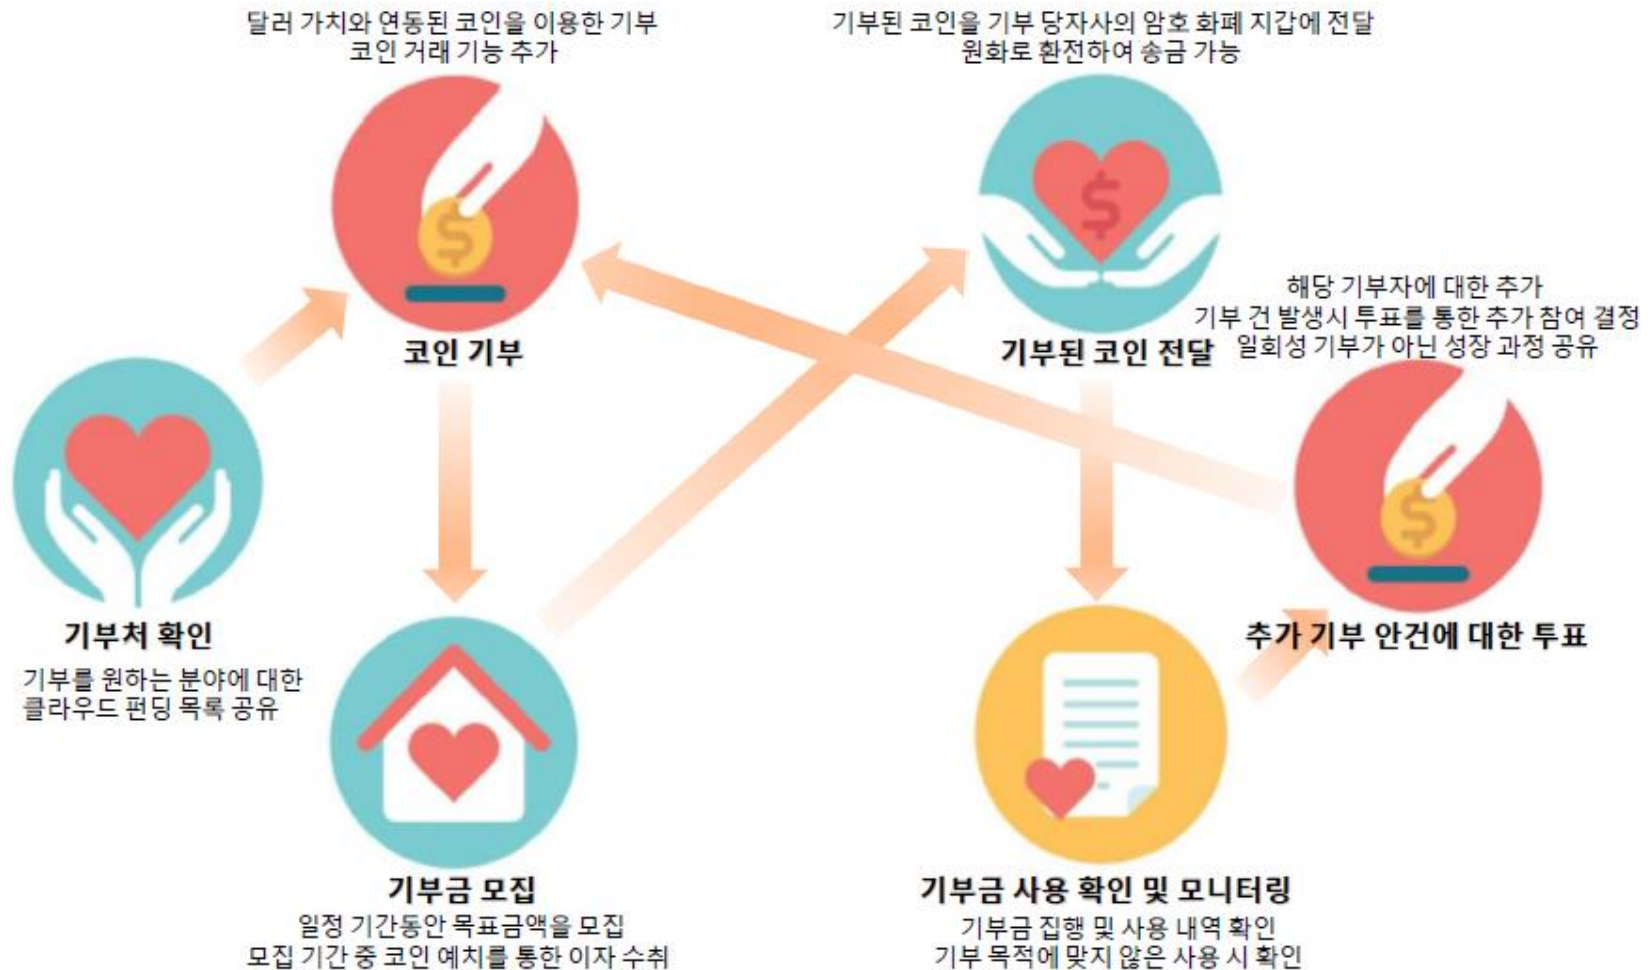 달러 가치와 연동된 코인을 이용한 기부
코인 거래 기능 추가
기부된 코인을 기부 당자사의 암호 화폐 지갑에 전달
원화로 환전하여 송금 가능
코인 기부
기부된 코인 전달
해당 기부자에 대한 추가
기부 건 발생시 투표를 통한 추가 참여 결정
일회성 기부가 아닌 성장 과정 공유
기부처 확인
기부를 원하는 분야에 대한
클라우드 펀딩 목록 공유
추가 기부 안건에 대한 투표
기부금 모집
일정 기간동안 목표금액을 모집
모집 기간 중 코인 예치를 통한 이자 수취
기부금 사용 확인 및 모니터링
기부금 집행 및 사용 내역 확인
기부 목적에 맞지 않은 사용 시 확인